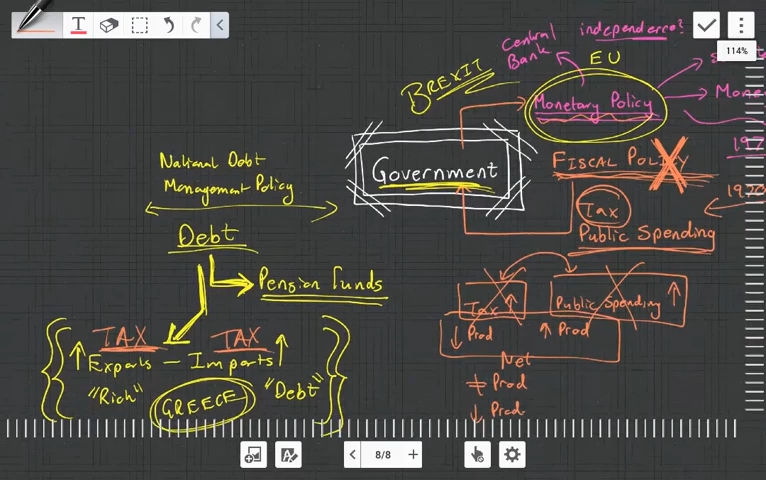 T
independence?
Central
Bank
EU
114%
BREXIT
Monetary Policy
Mone
197
Government
FISCAL POLICY
National Debt
Management Policy
Tax
Public Spending
Debt
Pension Funds
Tax ↑
Public Spending ↑
TAX TAX
↓ Prod ↑ Prod
↑ Exports – Imports ↑
Net
"Rich" GREECE "Debt"
≠ Prod
↓ Prod
8/8